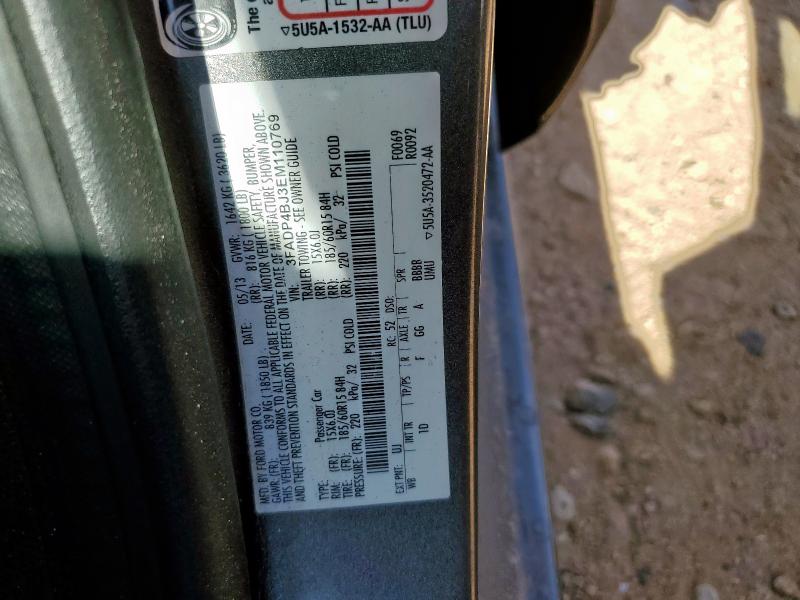 The
▽5U5A-1532-AA (TLU)
MFD. BY FORD MOTOR CO. DATE: 05/13 GVWR: 1642 KG ( 3620 LB)
GAWR: (FR): 839 KG (1850 LB) (RR): 816 KG (1800 LB)
THIS VEHICLE CONFORMS TO ALL APPLICABLE FEDERAL MOTOR VEHICLE SAFETY, BUMPER,
AND THEFT PREVENTION STANDARDS IN EFFECT ON THE DATE OF MANUFACTURE SHOWN ABOVE.
VIN: 3FADP4BJ3EM110769
TYPE: Passenger Car TRAILER TOWING - SEE OWNER GUIDE
RIM: (FR): 15X6.0J (RR): 15X6.0J
TIRE: (FR): 185/60R15 84H (RR): 185/60R15 84H
PRESSURE: (FR): 220 kPa/ 32 PSI COLD (RR): 220 kPa/ 32 PSI COLD
F0069
R0092
EXT PNT: UJ RC: 52 DSO:
WB INT TR TP/PS R AXLE TR SPR
1D F GG A BBBB
UMU
▽5U5A-3520472-AA